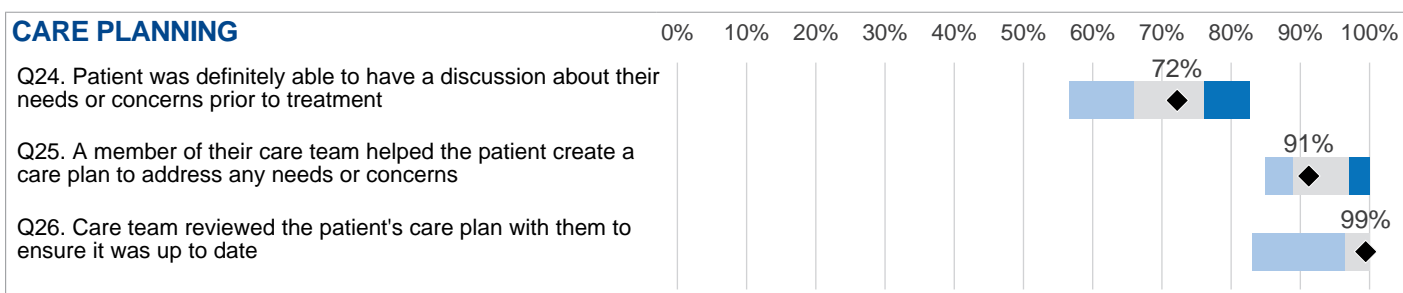 CARE PLANNING
0% 10% 20% 30% 40% 50% 60% 70% 80% 90% 100%
Q24. Patient was definitely able to have a discussion about their
needs or concerns prior to treatment
72%
Q25. A member of their care team helped the patient create a
care plan to address any needs or concerns
91%
Q26. Care team reviewed the patient's care plan with them to
ensure it was up to date
99%